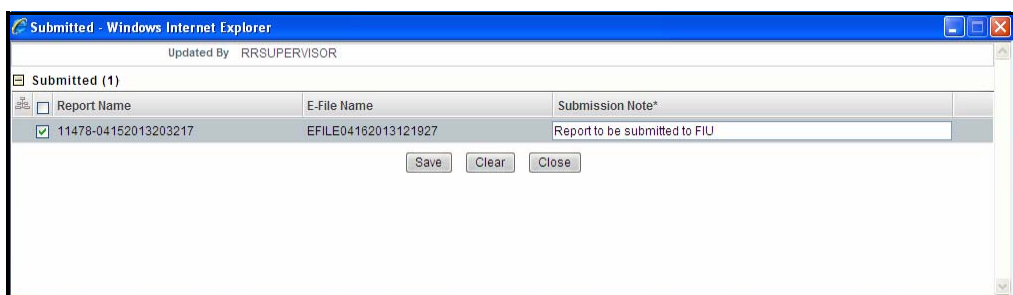 Submitted - Windows Internet Explorer
Updated By RRSUPERVISOR
Submitted (1)
Report Name E-File Name Submission Note*
11478-04152013203217 EFILE04162013121927 Report to be submitted to FIU
Save Clear Close